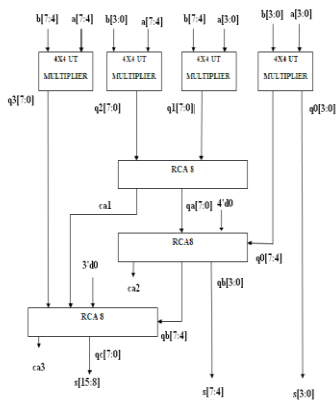 b[7:4] a[7:4] b[3:0] a[7:4] b[7:4] a[3:0] b[3:0] a[3:0]
4X4 UT MULTIPLIER
4X4 UT MULTIPLIER
4X4 UT MULTIPLIER
4X4 UT MULTIPLIER
q3[7:0] q2[7:0] q1[7:0] q0[3:0]
RCA 8
ca1 qa[7:0] 4'd0
RCA8 q0[7:4]
3'd0 ca2 qb[3:0]
RCA 8 qb[7:4]
ca3 qc[7:0]
s[15:8] s[7:4] s[3:0]